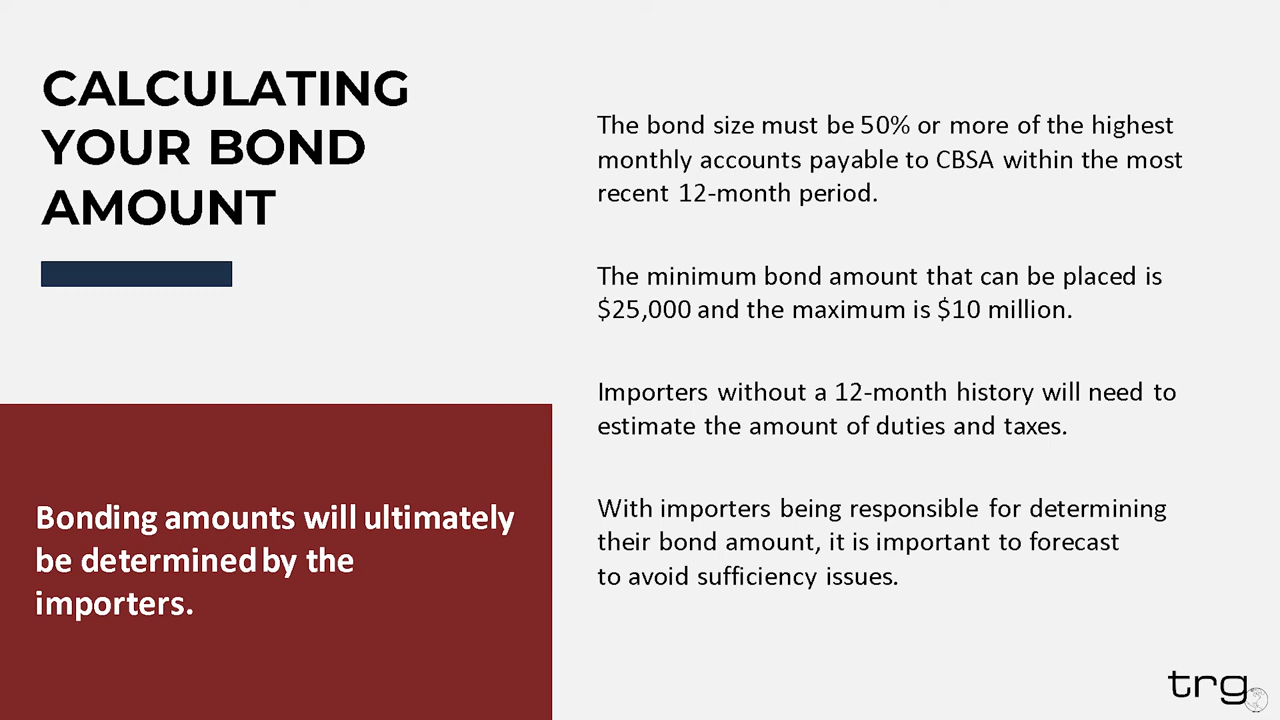 CALCULATING
YOUR BOND
AMOUNT
The bond size must be 50% or more of the highest
monthly accounts payable to CBSA within the most
recent 12-month period.
The minimum bond amount that can be placed is
$25,000 and the maximum is $10 million.
Importers without a 12-month history will need to
estimate the amount of duties and taxes.
With importers being responsible for determining
their bond amount, it is important to forecast
to avoid sufficiency issues.
Bonding amounts will ultimately
be determined by the
importers.
trg